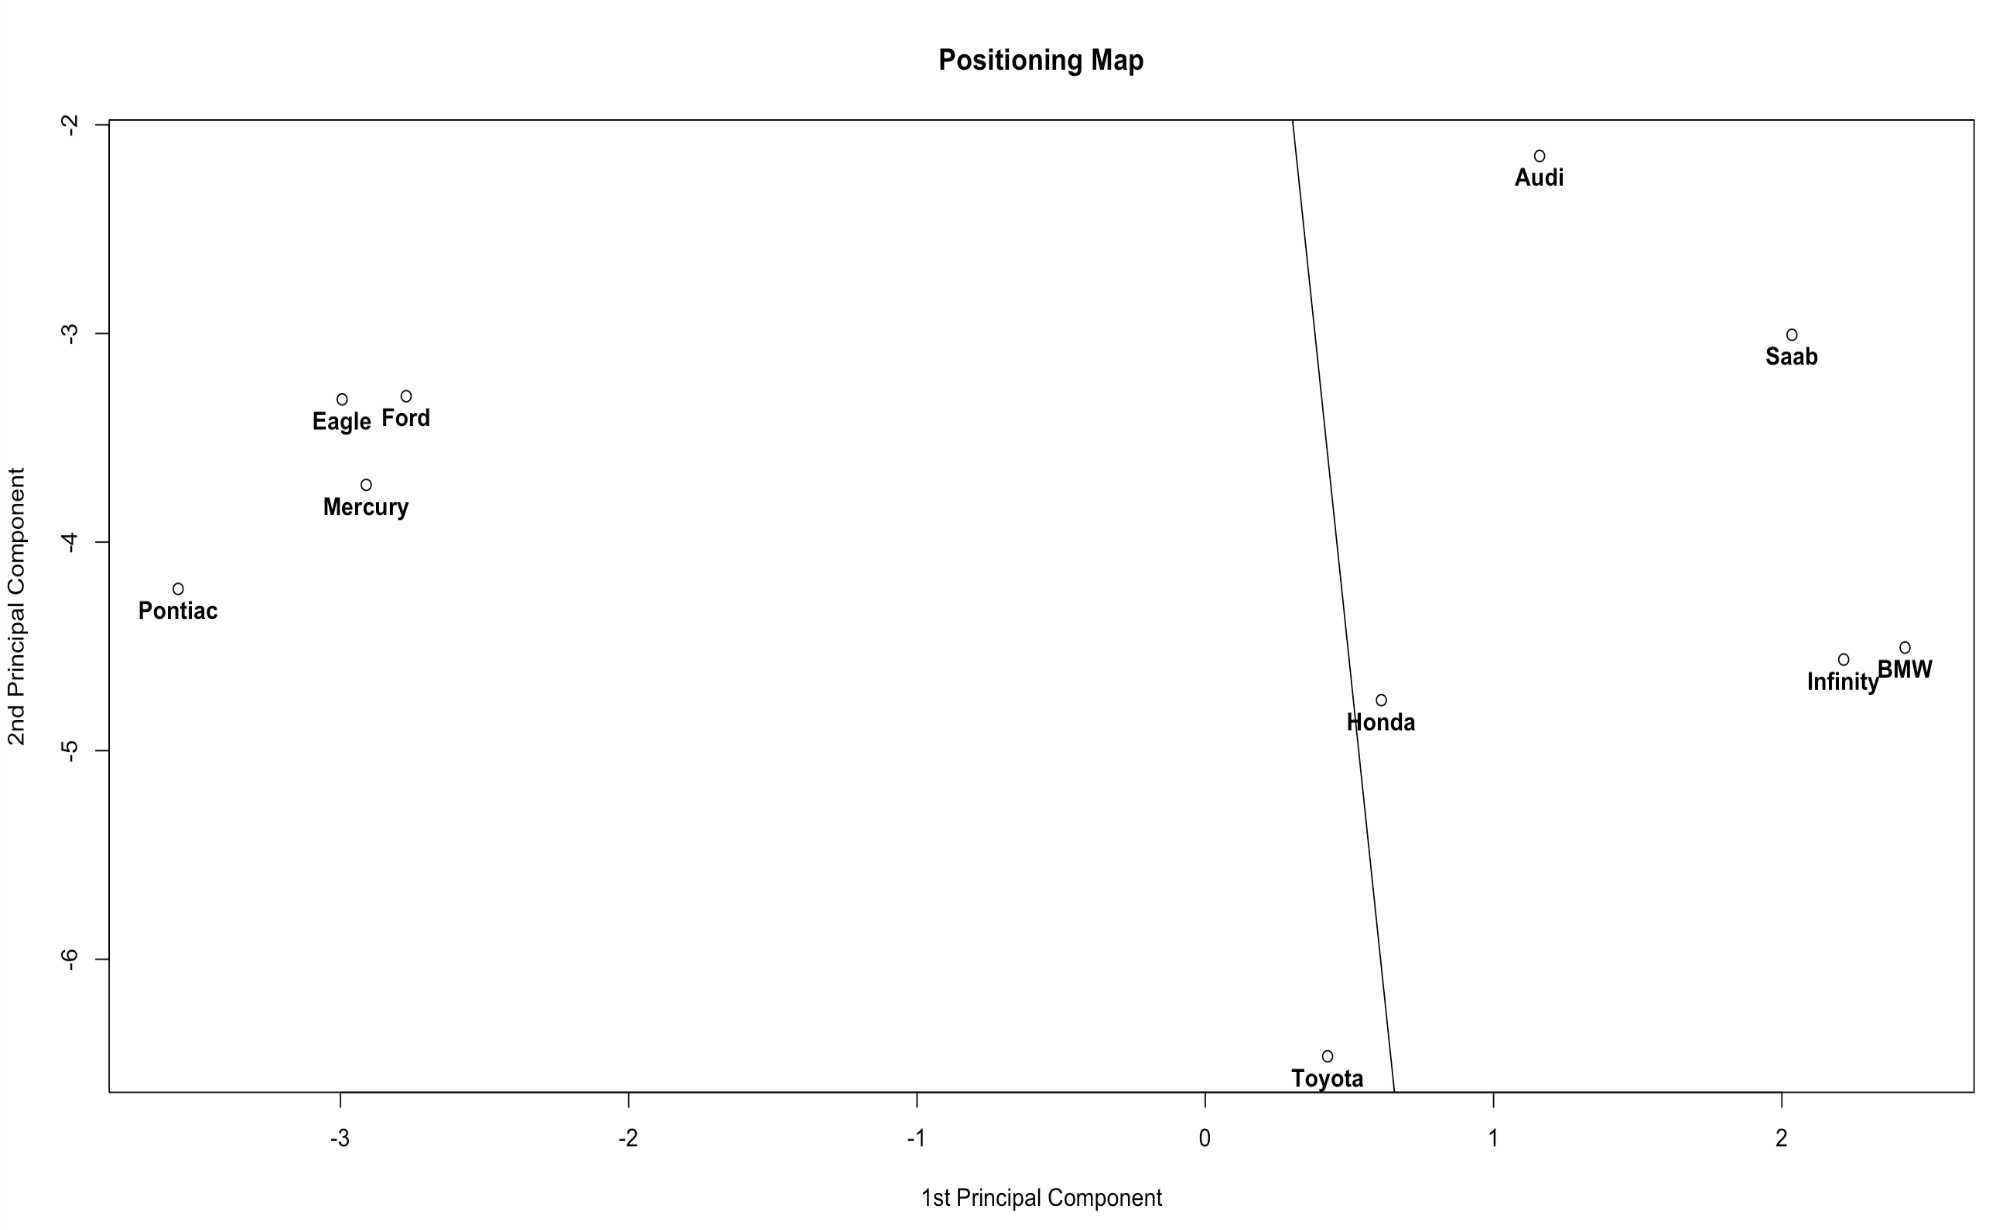 Positioning Map
2nd Principal Component
-2
-3
-4
-5
-6
Audi
Saab
Eagle
Ford
Mercury
Pontiac
Infinity
BMW
Honda
Toyota
-3
-2
-1
0
1
2
1st Principal Component